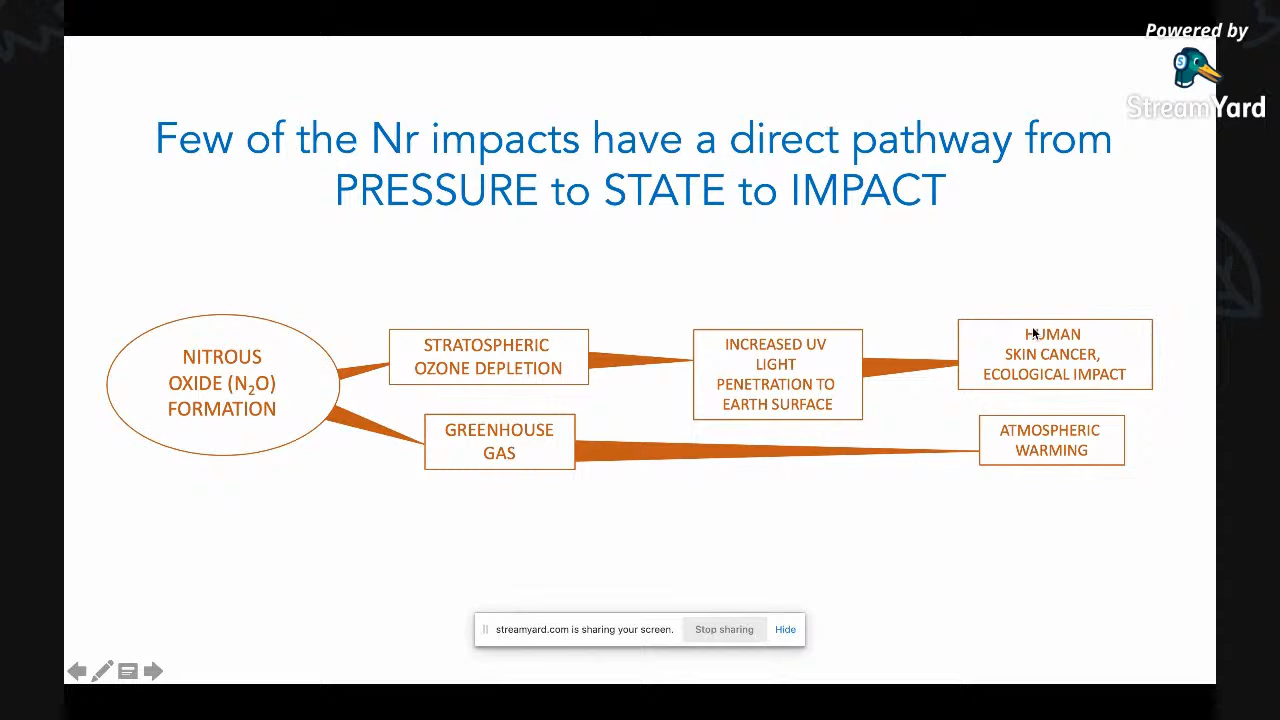 Powered by
StreamYard
Few of the Nr impacts have a direct pathway from
PRESSURE to STATE to IMPACT
NITROUS
OXIDE (N₂O)
FORMATION
STRATOSPHERIC
OZONE DEPLETION
INCREASED UV
LIGHT
PENETRATION TO
EARTH SURFACE
HUMAN
SKIN CANCER,
ECOLOGICAL IMPACT
GREENHOUSE
GAS
ATMOSPHERIC
WARMING
streamyard.com is sharing your screen. Stop sharing Hide